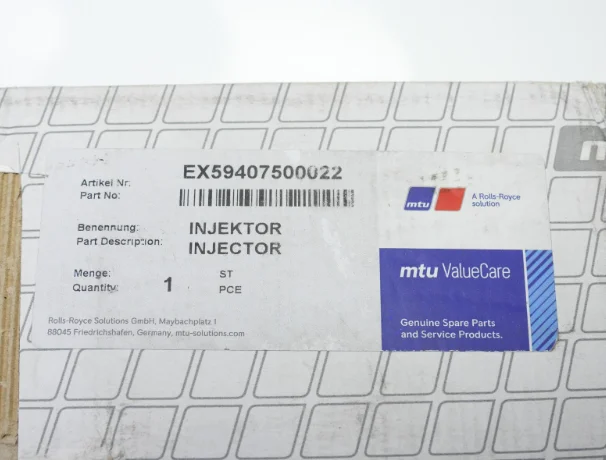 Artikel Nr:
Part No:
EX59407500022
Benennung:
Part Description:
INJEKTOR
INJECTOR
Menge:
Quantity:
1
ST
PCE
Rolls-Royce Solutions GmbH, Maybachplatz 1
88045 Friedrichshafen, Germany, mtu-solutions.com
mtu
A Rolls-Royce
solution
mtu ValueCare
Genuine Spare Parts
and Service Products.